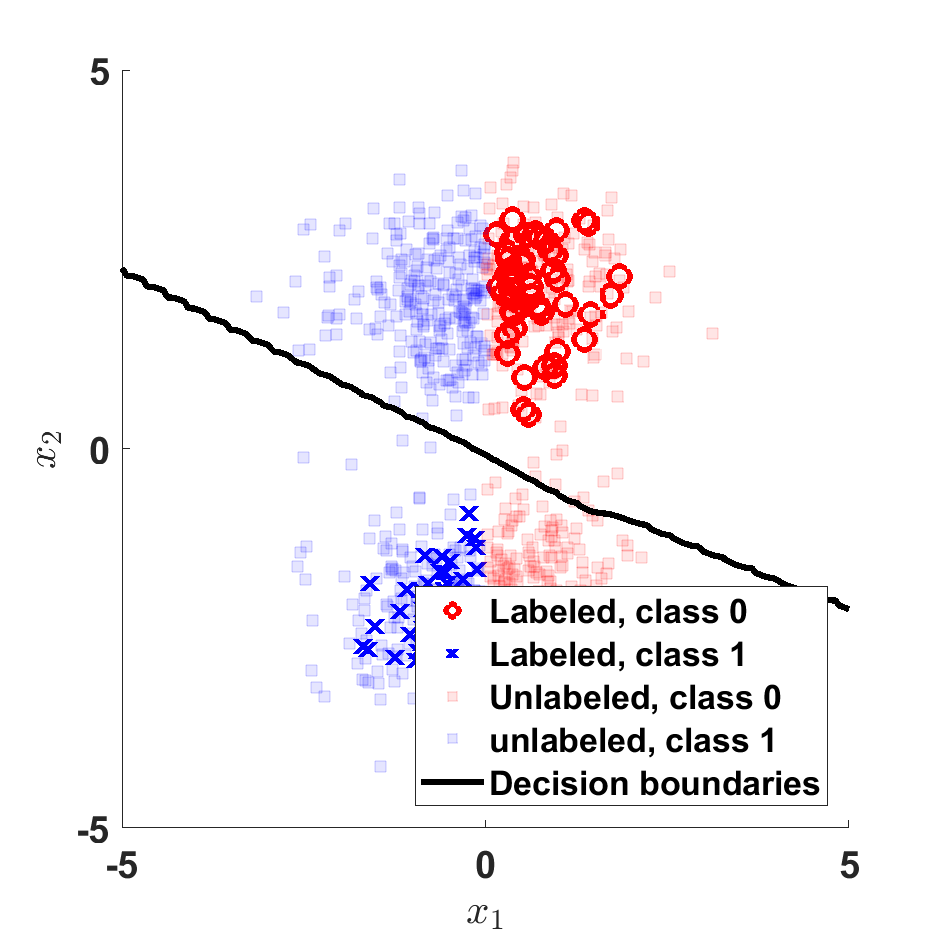 5
x₂
0
Labeled, class 0
Labeled, class 1
Unlabeled, class 0
unlabeled, class 1
Decision boundaries
-5
-5 0 5
x₁